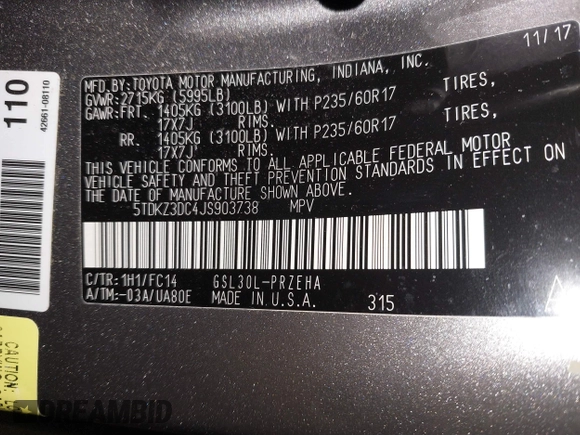 11/17
MFD. BY: TOYOTA MOTOR MANUFACTURING, INDIANA, INC.
GVWR: 2715KG (5995LB)
GAWR: FRT. 1405KG (3100LB) WITH P235/60R17 TIRES,
17X7J RIMS.
RR. 1405KG (3100LB) WITH P235/60R17 TIRES,
17X7J RIMS.
THIS VEHICLE CONFORMS TO ALL APPLICABLE FEDERAL MOTOR
VEHICLE SAFETY AND THEFT PREVENTION STANDARDS IN EFFECT ON
THE DATE OF MANUFACTURE SHOWN ABOVE.
5TDKZ3DC4JS903738 MPV
C/TR: 1H1/FC14 GSL30L-PRZEHA
A/TM:-03A/UA80E MADE IN U.S.A. 315
A
110
42661-08110
CAUTION:
DREAMBID